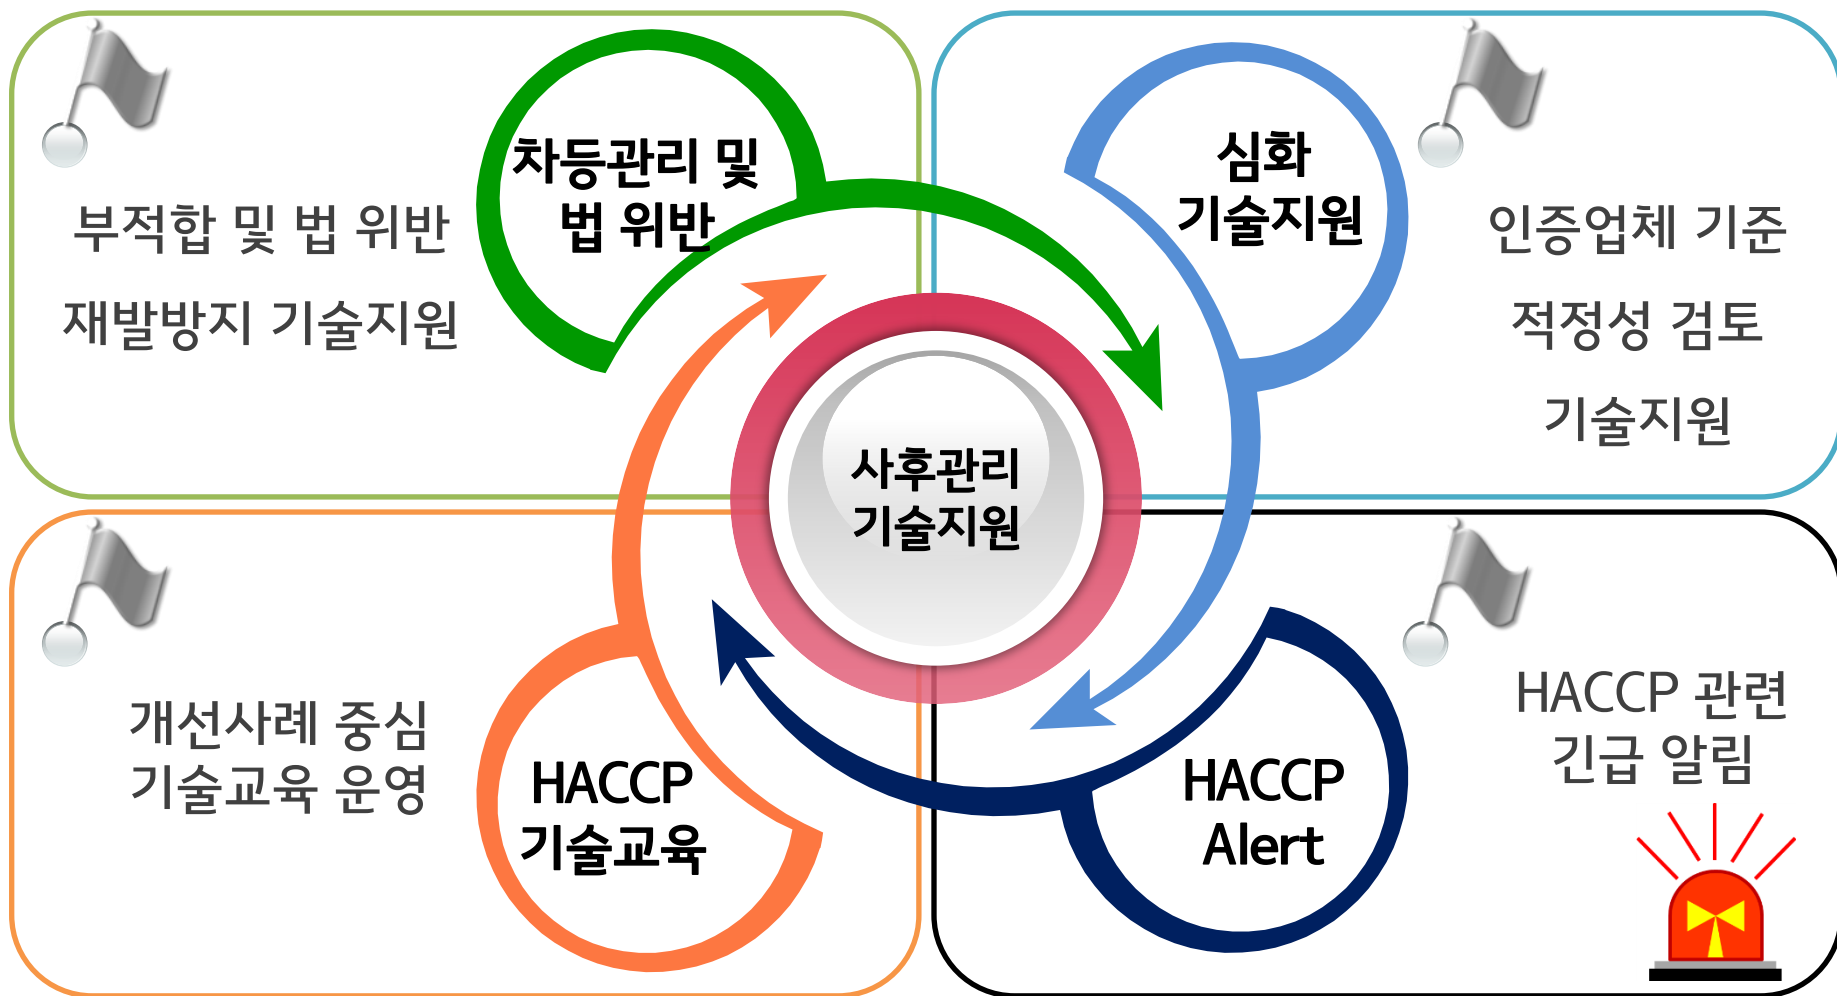 차등관리 및
법 위반
부적합 및 법 위반
재발방지 기술지원
심화
기술지원
인증업체 기준
적정성 검토
기술지원
사후관리
기술지원
개선사례 중심
기술교육 운영
HACCP
기술교육
HACCP
Alert
HACCP 관련
긴급 알림